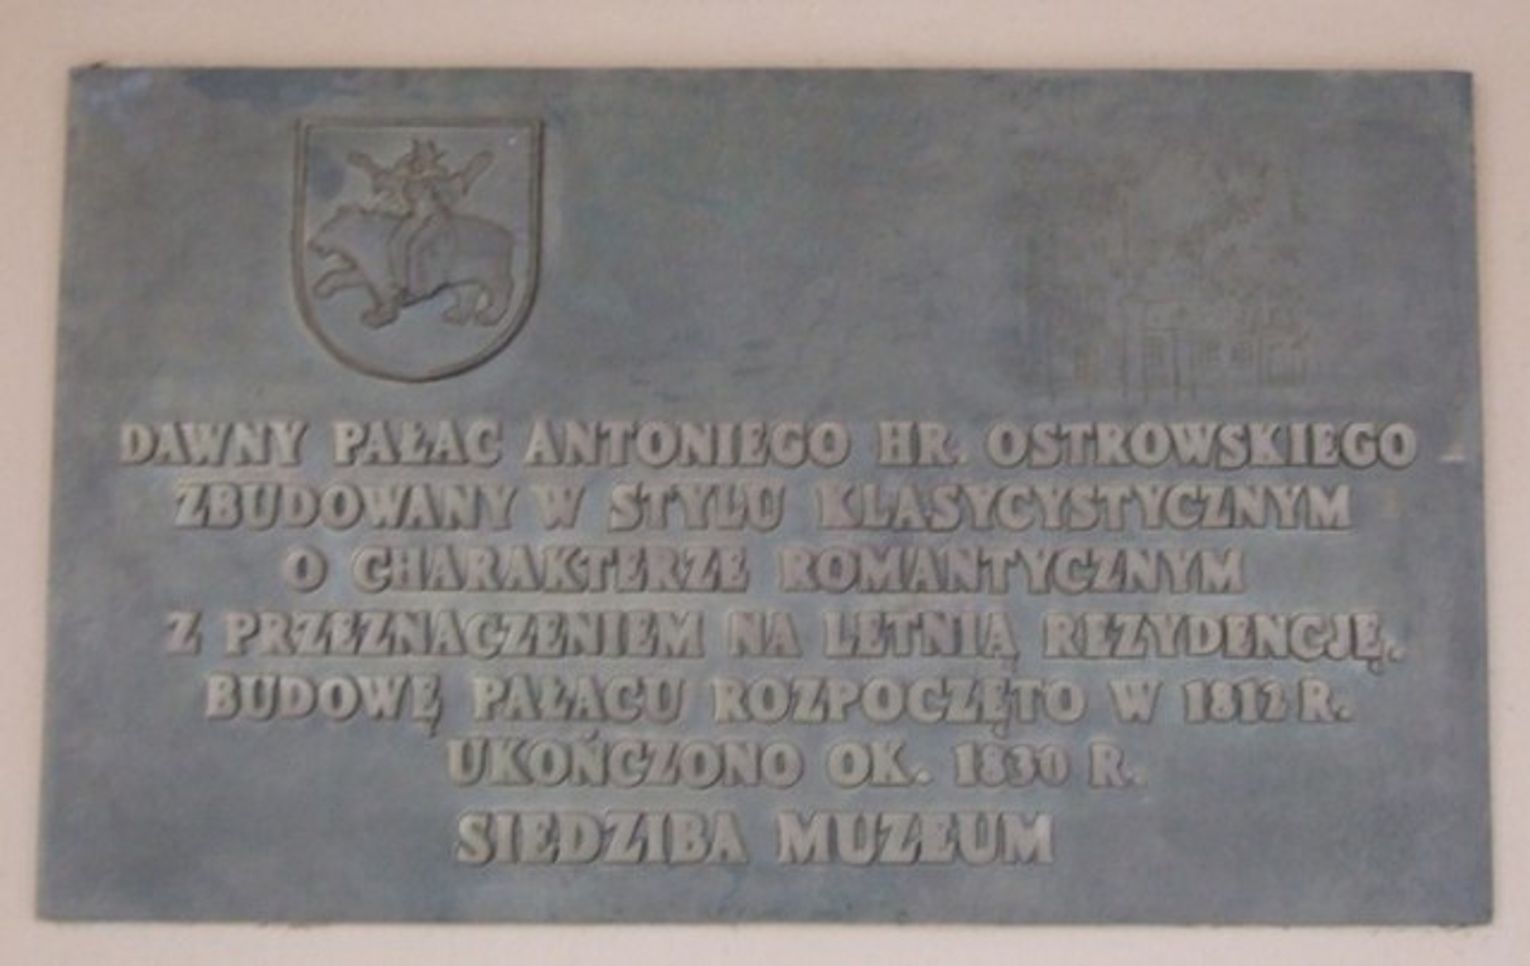 DAWNY PAŁAC ANTONIEGO HR. OSTROWSKIEGO
ZBUDOWANY W STYLU KLASYCYSTYCZNYM
O CHARAKTERZE ROMANTYCZNYM
Z PRZEZNACZENIEM NA LETNIĄ REZYDENCJĘ.
BUDOWĘ PAŁACU ROZPOCZĘTO W 1812 R.
UKOŃCZONO OK. 1830 R.
SIEDZIBA MUZEUM